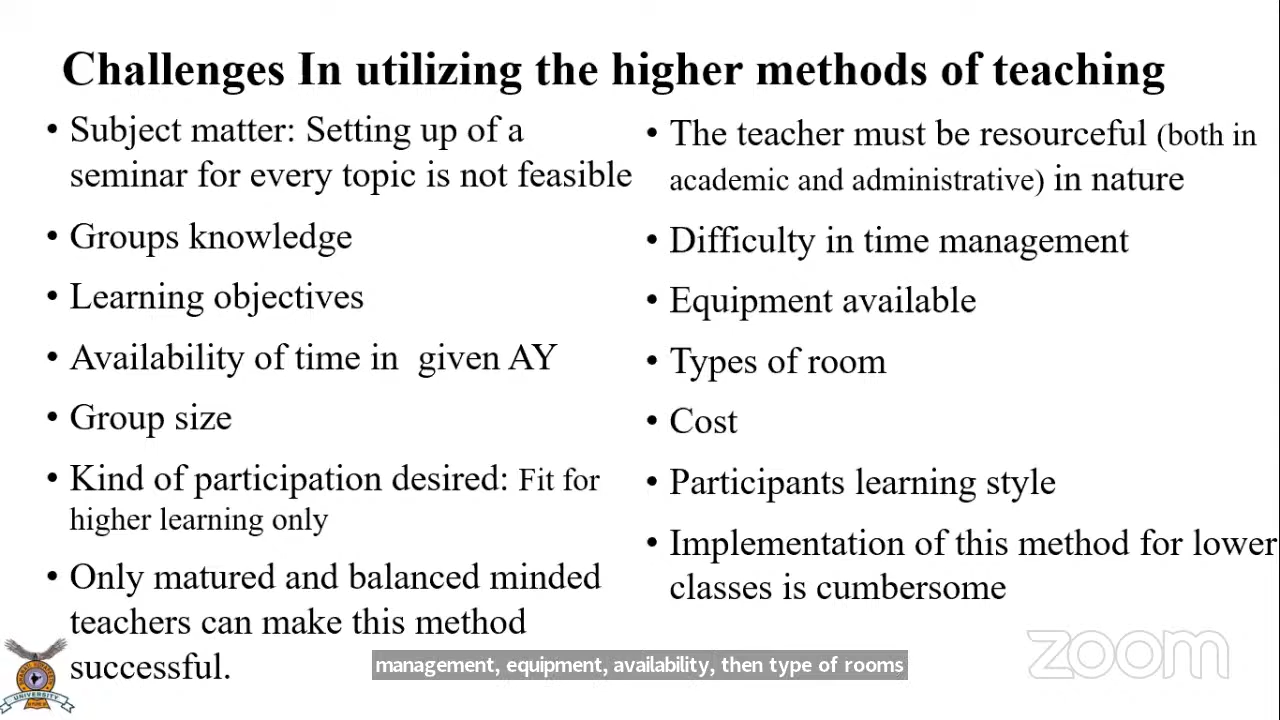 Challenges In utilizing the higher methods of teaching
• Subject matter: Setting up of a
seminar for every topic is not feasible
• Groups knowledge
• Learning objectives
• Availability of time in given AY
• Group size
• Kind of participation desired: Fit for
higher learning only
• Only matured and balanced minded
teachers can make this method
successful.
• The teacher must be resourceful (both in
academic and administrative) in nature
• Difficulty in time management
• Equipment available
• Types of room
• Cost
• Participants learning style
• Implementation of this method for lower
classes is cumbersome
management, equipment, availability, then type of rooms
zoom
UNIVERSITY